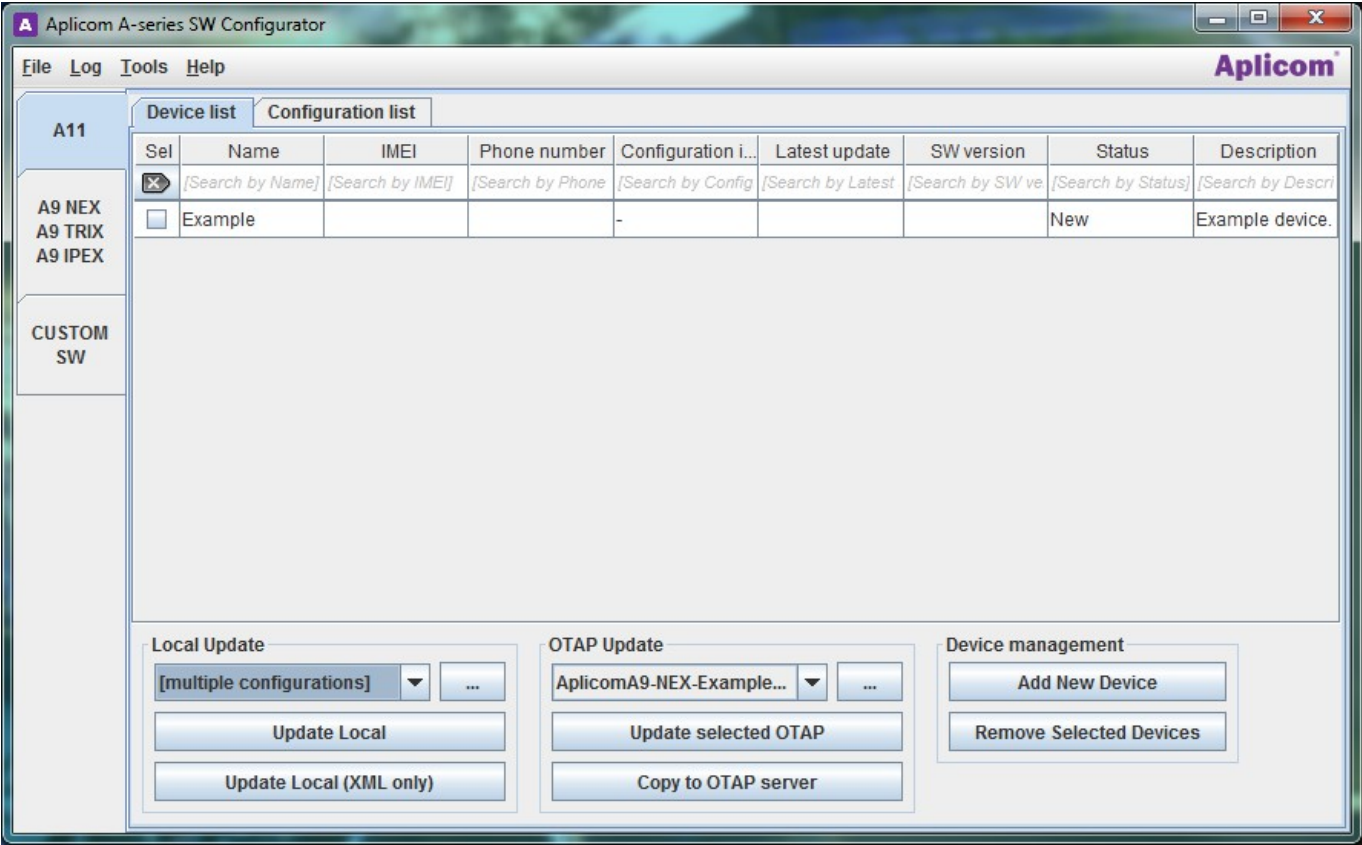 A Aplicom A-series SW Configurator
File Log Tools Help
Aplicom
A11
A9 NEX
A9 TRIX
A9 IPEX
CUSTOM
SW
Device list Configuration list
Sel Name IMEI Phone number Configuration i... Latest update SW version Status Description
[Search by Name] [Search by IMEI] [Search by Phone [Search by Config [Search by Latest [Search by SW ve [Search by Status] [Search by Descri
Example - New Example device.
Local Update
[multiple configurations] ...
Update Local
Update Local (XML only)
OTAP Update
AplicomA9-NEX-Example... ...
Update selected OTAP
Copy to OTAP server
Device management
Add New Device
Remove Selected Devices